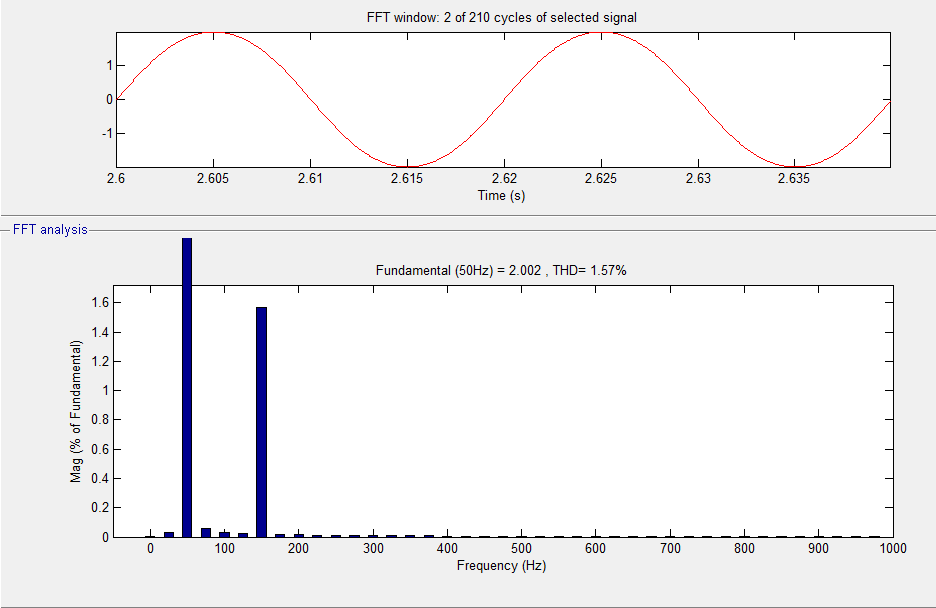 FFT window: 2 of 210 cycles of selected signal
1
0
-1
2.6 2.605 2.61 2.615 2.62 2.625 2.63 2.635
Time (s)
FFT analysis
Fundamental (50Hz) = 2.002 , THD= 1.57%
Mag (% of Fundamental)
1.6
1.4
1.2
1
0.8
0.6
0.4
0.2
0
0 100 200 300 400 500 600 700 800 900 1000
Frequency (Hz)